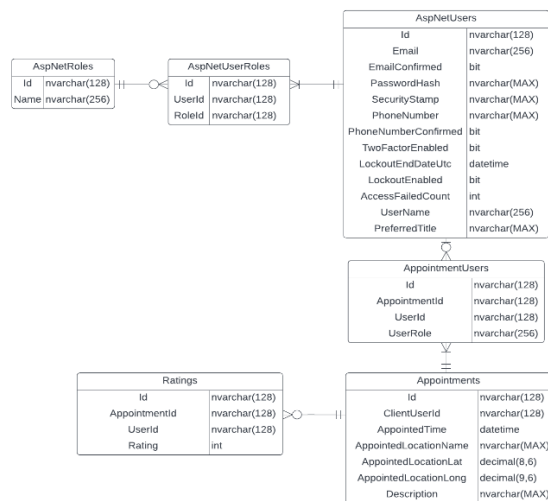 AspNetUsers
Id nvarchar(128)
Email nvarchar(256)
EmailConfirmed bit
PasswordHash nvarchar(MAX)
SecurityStamp nvarchar(MAX)
PhoneNumber nvarchar(MAX)
PhoneNumberConfirmed bit
TwoFactorEnabled bit
LockoutEndDateUtc datetime
LockoutEnabled bit
AccessFailedCount int
UserName nvarchar(256)
PreferredTitle nvarchar(MAX)
AspNetRoles
Id nvarchar(128)
Name nvarchar(256)
AspNetUserRoles
Id nvarchar(128)
UserId nvarchar(128)
RoleId nvarchar(128)
AppointmentUsers
Id nvarchar(128)
AppointmentId nvarchar(128)
UserId nvarchar(128)
UserRole nvarchar(256)
Ratings
Id nvarchar(128)
AppointmentId nvarchar(128)
UserId nvarchar(128)
Rating int
Appointments
Id nvarchar(128)
ClientUserId nvarchar(128)
AppointedTime datetime
AppointedLocationName nvarchar(MAX)
AppointedLocationLat decimal(8,6)
AppointedLocationLong decimal(9,6)
Description nvarchar(MAX)